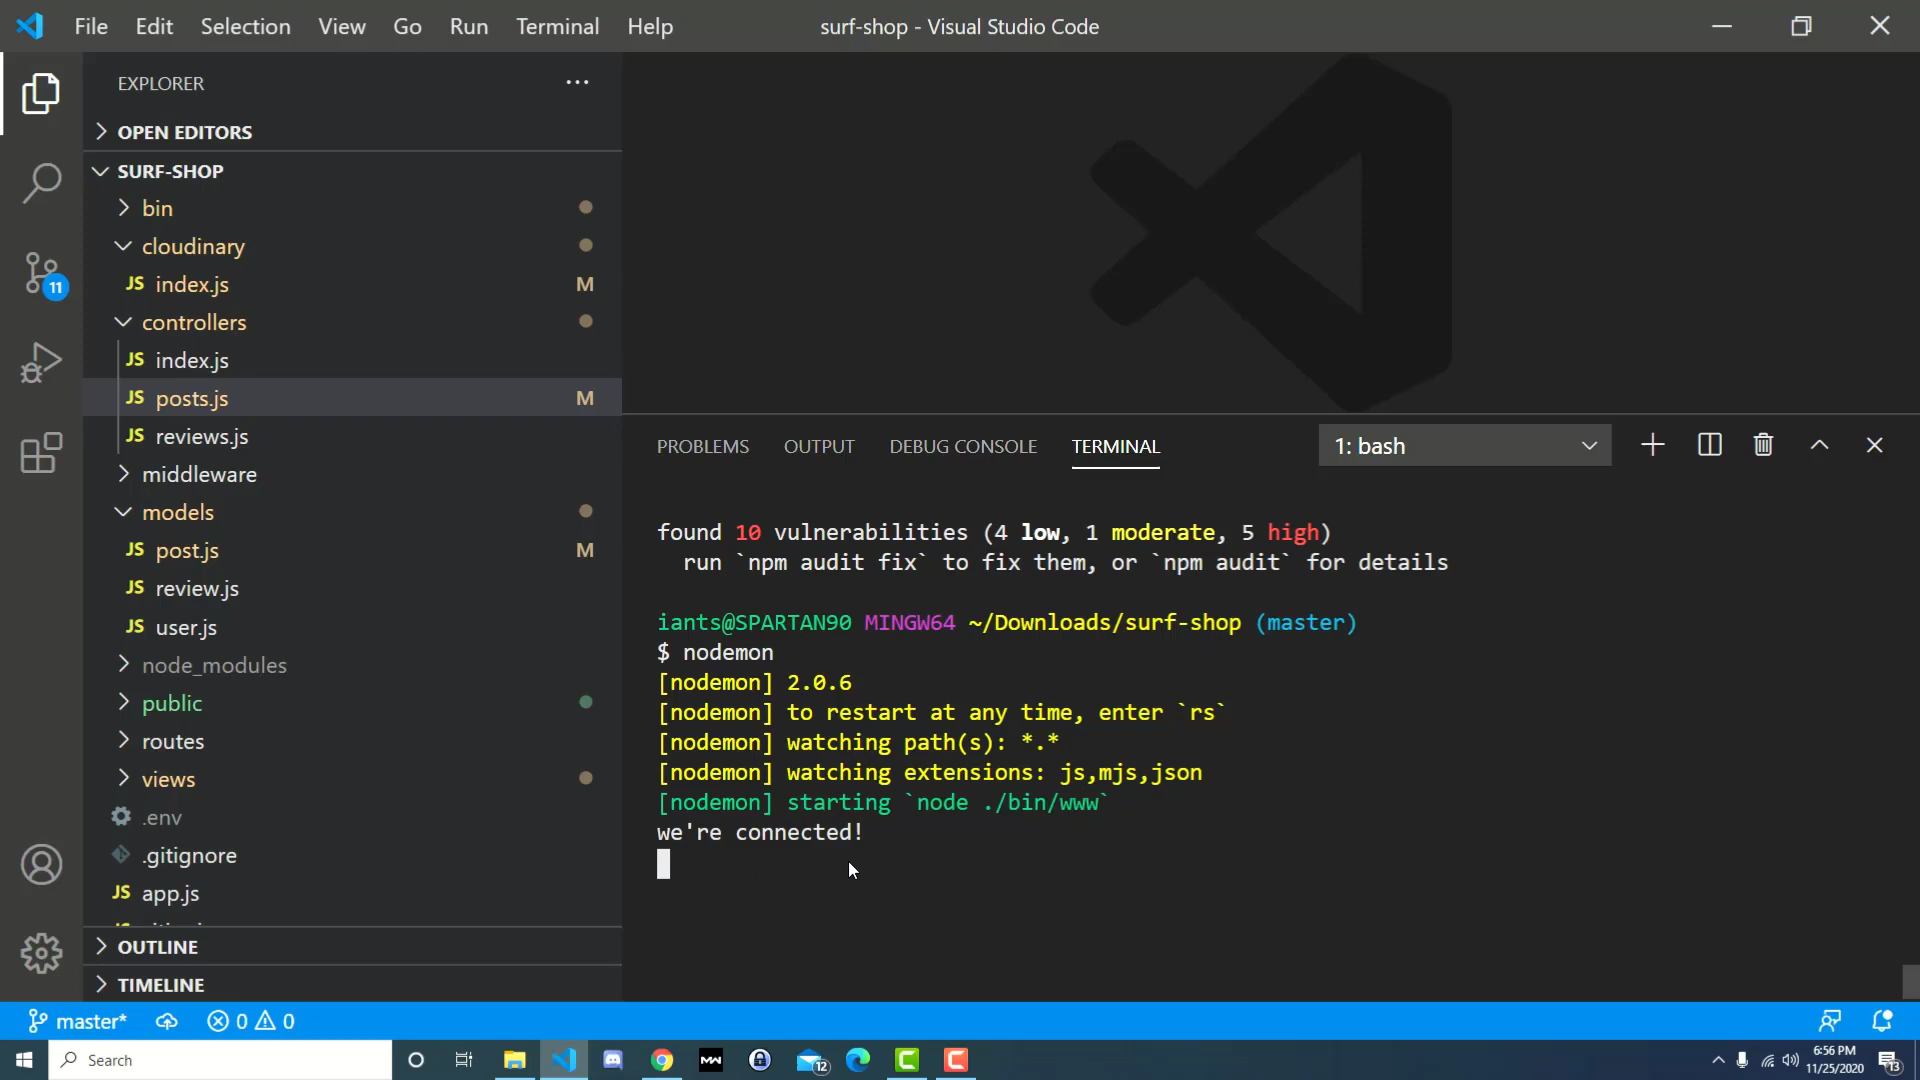 File Edit Selection View Go Run Terminal Help
surf-shop - Visual Studio Code
EXPLORER
OPEN EDITORS
SURF-SHOP
bin
cloudinary
JS index.js M
controllers
JS index.js
JS posts.js M
JS reviews.js
middleware
models
JS post.js M
JS review.js
JS user.js
node_modules
public
routes
views
.env
.gitignore
JS app.js
OUTLINE
TIMELINE
11
PROBLEMS OUTPUT DEBUG CONSOLE TERMINAL
1: bash
found 10 vulnerabilities (4 low, 1 moderate, 5 high)
run `npm audit fix` to fix them, or `npm audit` for details
iants@SPARTAN90 MINGW64 ~/Downloads/surf-shop (master)
$ nodemon
[nodemon] 2.0.6
[nodemon] to restart at any time, enter `rs`
[nodemon] watching path(s): *.*
[nodemon] watching extensions: js,mjs,json
[nodemon] starting `node ./bin/www`
we're connected!
master* 0 0
Search
MW
12
6:56 PM
11/25/2020
13